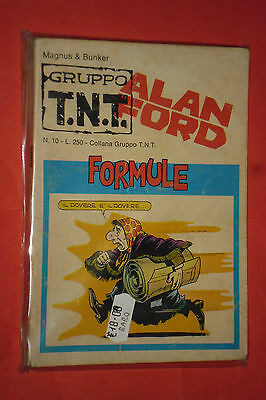 Magnus & Bunker
GRUPPO
T.N.T.
ALAN
FORD
N. 10 - L. 250 - Collana Gruppo T.N.T.
FORMULE
IL DOVERE E' IL DOVERE...